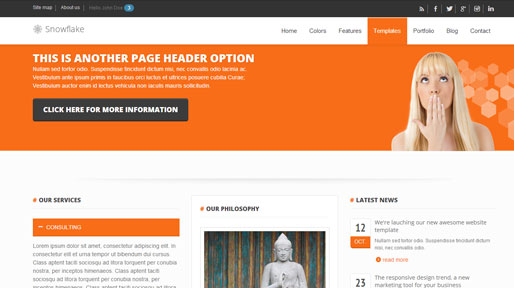 Site map
About us
Hello John Doe 3
Snowflake
Home
Colors
Features
Templates
Portfolio
Blog
Contact
THIS IS ANOTHER PAGE HEADER OPTION
Nullam sed tortor odio. Suspendisse tincidunt dictum nisi, nec convallis odio lacinia ac.
Vestibulum ante ipsum primis in faucibus orci luctus et ultrices posuere cubilia Curae;
Vestibulum auctor enim id lectus vehicula non iaculis mauris sollicitudin.
CLICK HERE FOR MORE INFORMATION
# OUR SERVICES
CONSULTING
Lorem ipsum dolor sit amet, consectetur adipiscing elit. In
consectetur elit urna tempor ut bibendum dui cursus.
Class aptent taciti sociosqu ad litora torquent per conubia
nostra, per inceptos himenaeos. Class aptent taciti
sociosqu ad litora torquent per conubia nostra, per
# OUR PHILOSOPHY
# LATEST NEWS
12
OCT
We're lauching our new awesome website
template
Nullam sed tortor odio. Suspendisse tincidunt
dictum nisi, nec convallis odio.
read more
23
The responsive design trend, a new
marketing tool for your business